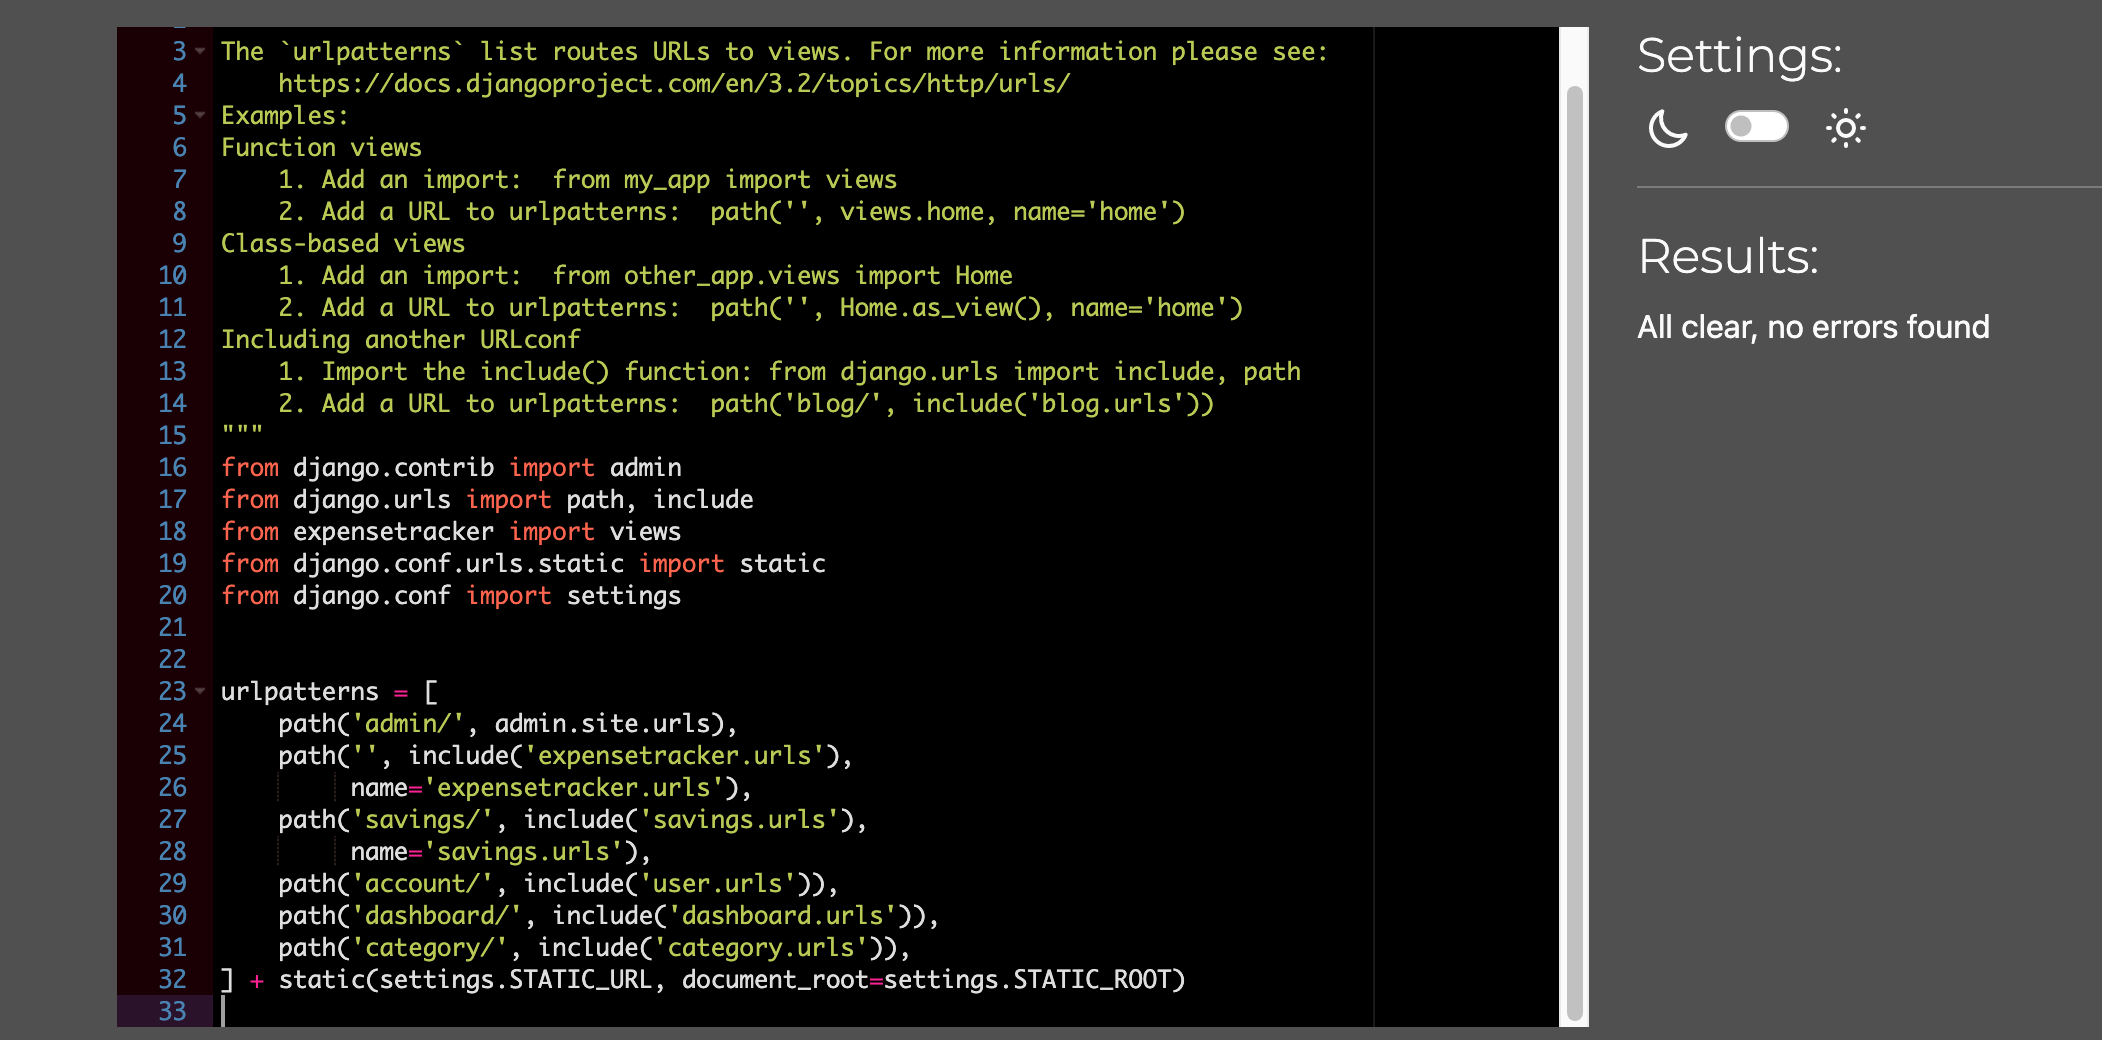 3 The `urlpatterns` list routes URLs to views. For more information please see:
4     https://docs.djangoproject.com/en/3.2/topics/http/urls/
5 Examples:
6 Function views
7     1. Add an import:  from my_app import views
8     2. Add a URL to urlpatterns:  path('', views.home, name='home')
9 Class-based views
10     1. Add an import:  from other_app.views import Home
11     2. Add a URL to urlpatterns:  path('', Home.as_view(), name='home')
12 Including another URLconf
13     1. Import the include() function: from django.urls import include, path
14     2. Add a URL to urlpatterns:  path('blog/', include('blog.urls'))
15 """
16 from django.contrib import admin
17 from django.urls import path, include
18 from expensetracker import views
19 from django.conf.urls.static import static
20 from django.conf import settings
21
22
23 urlpatterns = [
24     path('admin/', admin.site.urls),
25     path('', include('expensetracker.urls'),
26          name='expensetracker.urls'),
27     path('savings/', include('savings.urls'),
28          name='savings.urls'),
29     path('account/', include('user.urls')),
30     path('dashboard/', include('dashboard.urls')),
31     path('category/', include('category.urls')),
32 ] + static(settings.STATIC_URL, document_root=settings.STATIC_ROOT)
33
Settings:
Results:
All clear, no errors found